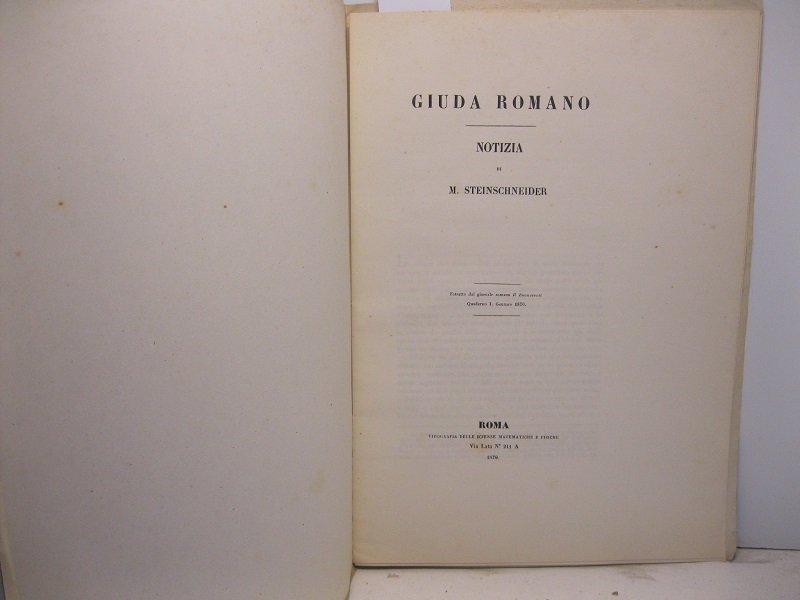 GIUDA ROMANO
NOTIZIA
DI
M. STEINSCHNEIDER
Estratto dal giornale romano Il Buonarroti
Quaderno I. Gennaro 1870.
ROMA
TIPOGRAFIA DELLE SCIENZE MATEMATICHE E FISICHE
Via Lata N° 211 A
1870.